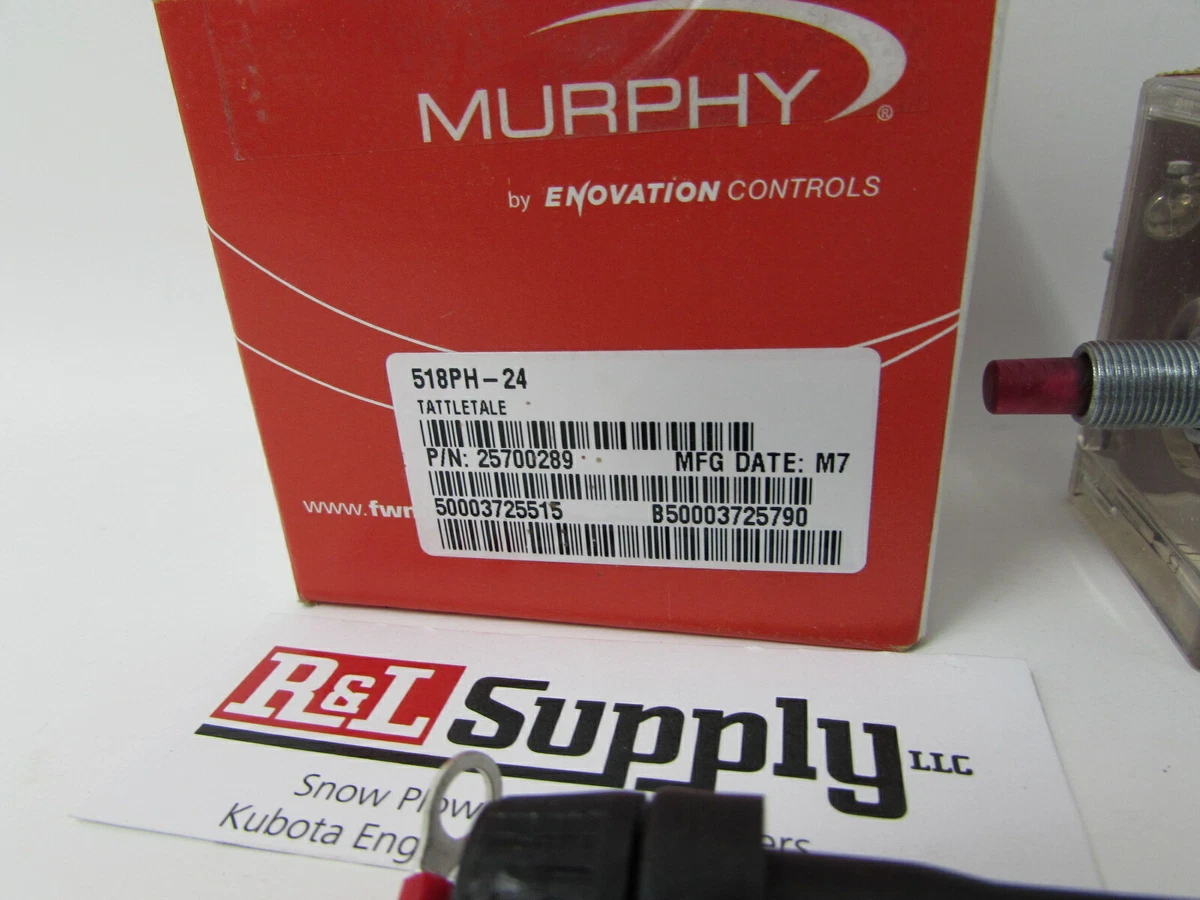 MURPHY®
by ENOVATION CONTROLS
518PH-24
TATTLETALE
P/N: 25700289 MFG DATE: M7
www.fw
50003725515 B50003725790
R&L Supply LLC
Snow Plow
Kubota Eng